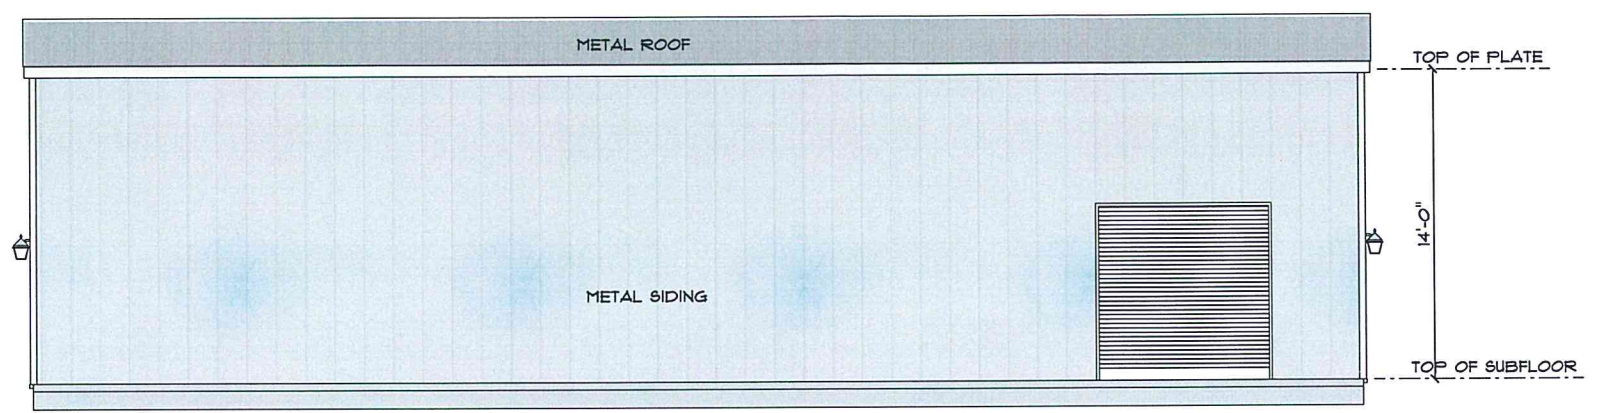 METAL ROOF
TOP OF PLATE
14'-0"
METAL SIDING
TOP OF SUBFLOOR